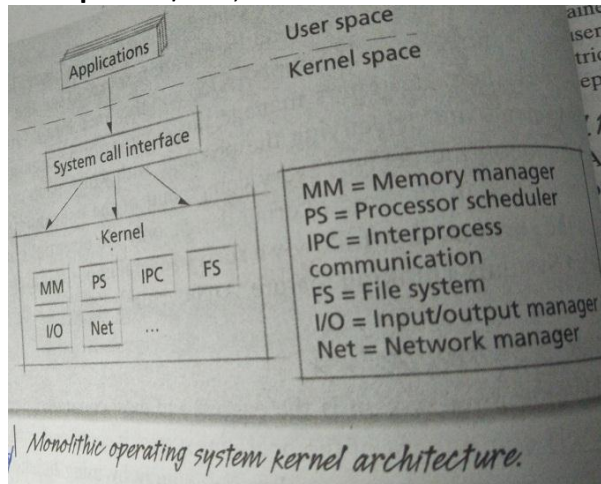 User space
Applications
Kernel space
System call interface
Kernel
MM PS IPC FS
I/O Net ...
MM = Memory manager
PS = Processor scheduler
IPC = Interprocess
communication
FS = File system
I/O = Input/output manager
Net = Network manager
Monolithic operating system kernel architecture.